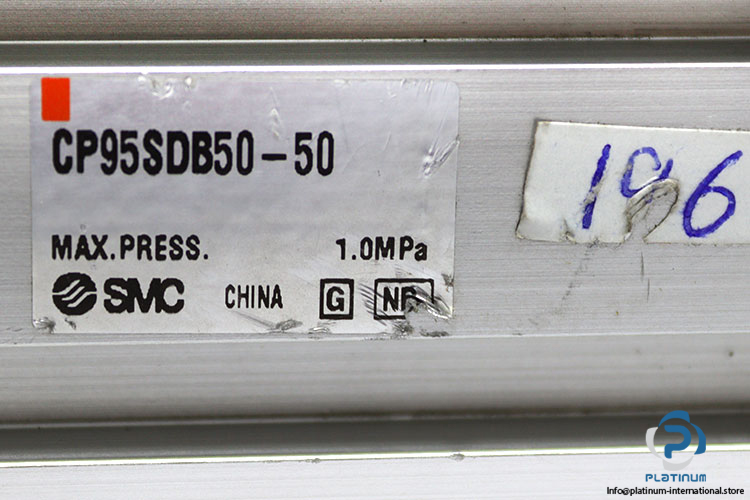 CP95SDB50-50
MAX.PRESS. 1.0MPa
SMC CHINA G
196
PLATINUM
Info@platinum-international.store